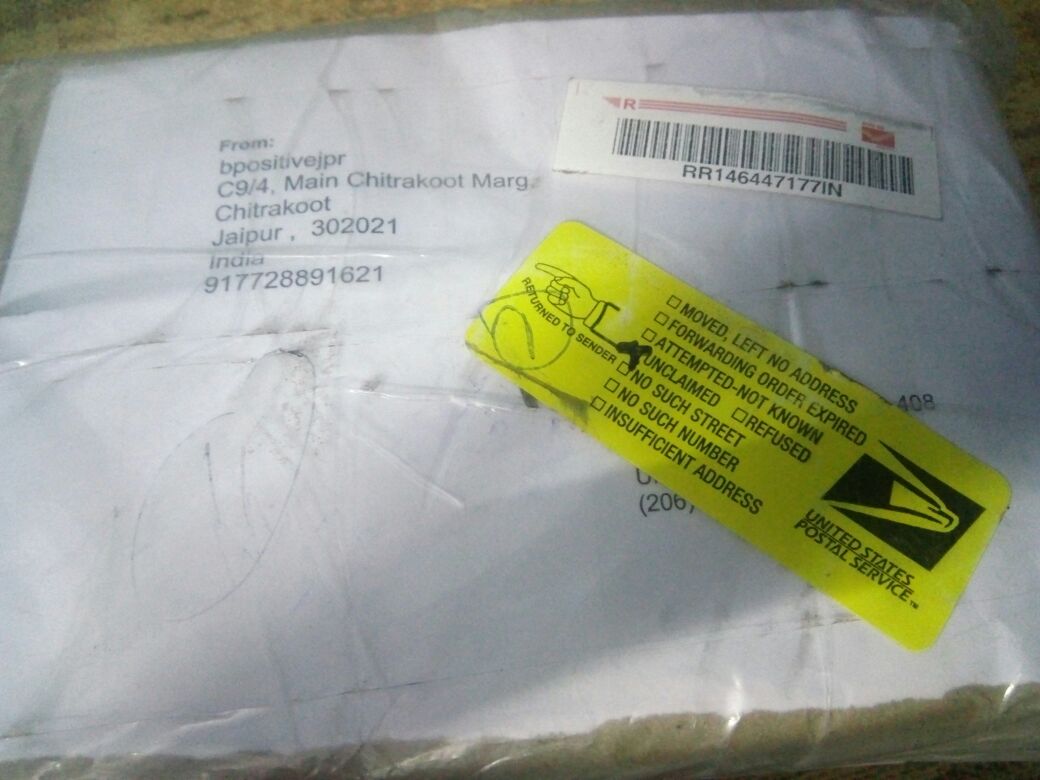 From:
bpositivejpr
C9/4, Main Chitrakoot Marg,
Chitrakoot
Jaipur , 302021
India
917728891621
R
RR146447177IN
RETURNED TO SENDER
☐MOVED, LEFT NO ADDRESS
☐FORWARDING ORDER EXPIRED
☐ATTEMPTED-NOT KNOWN
UNCLAIMED ☐REFUSED
☐NO SUCH STREET
☐NO SUCH NUMBER
☐INSUFFICIENT ADDRESS
UNITED STATES
POSTAL SERVICE™
408
(206)